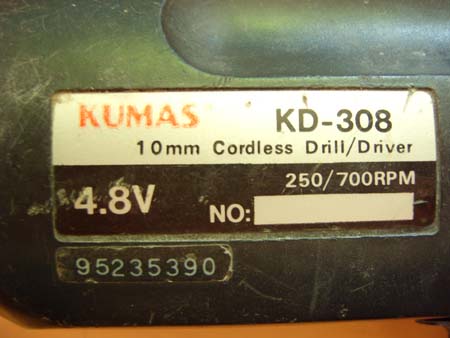 KUMAS KD-308
10mm Cordless Drill/Driver
250/700RPM
4.8V NO:
95235390